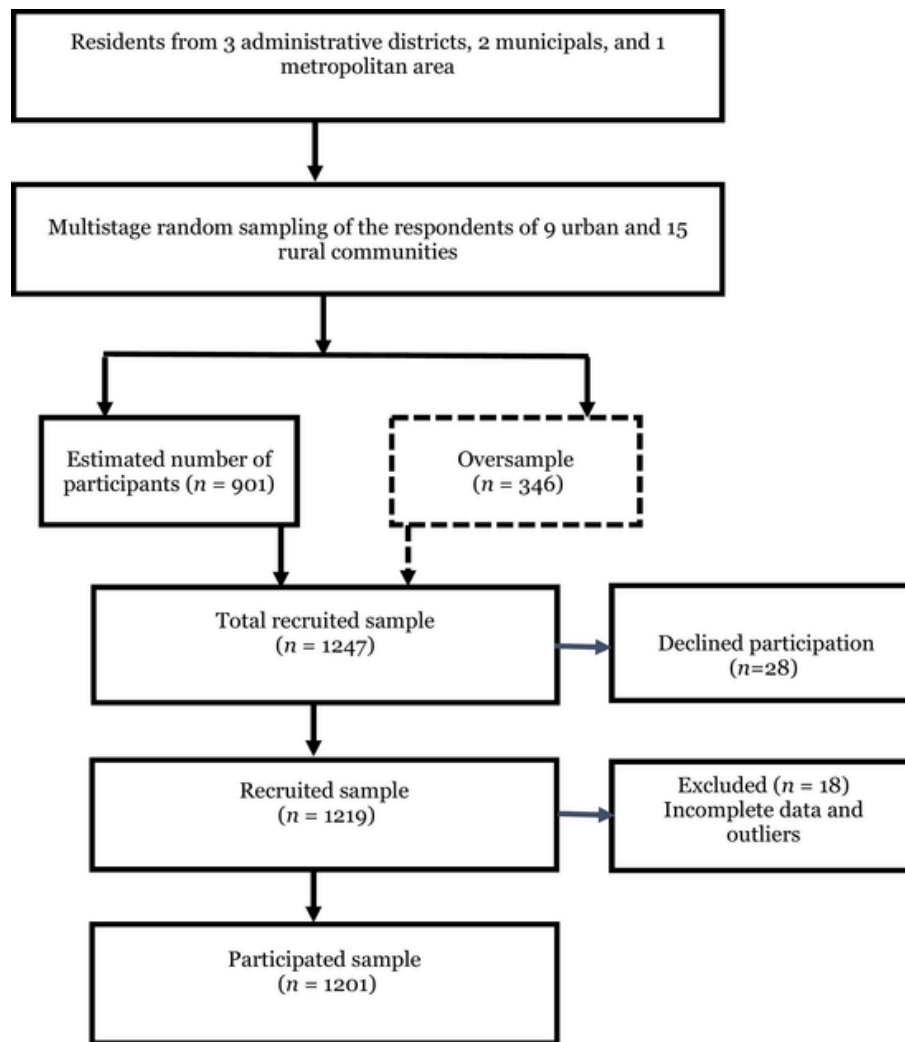 Residents from 3 administrative districts, 2 municipals, and 1
metropolitan area
Multistage random sampling of the respondents of 9 urban and 15
rural communities
Estimated number of
participants (n = 901)
Oversample
(n = 346)
Total recruited sample
(n = 1247)
Declined participation
(n=28)
Recruited sample
(n = 1219)
Excluded (n = 18)
Incomplete data and
outliers
Participated sample
(n = 1201)